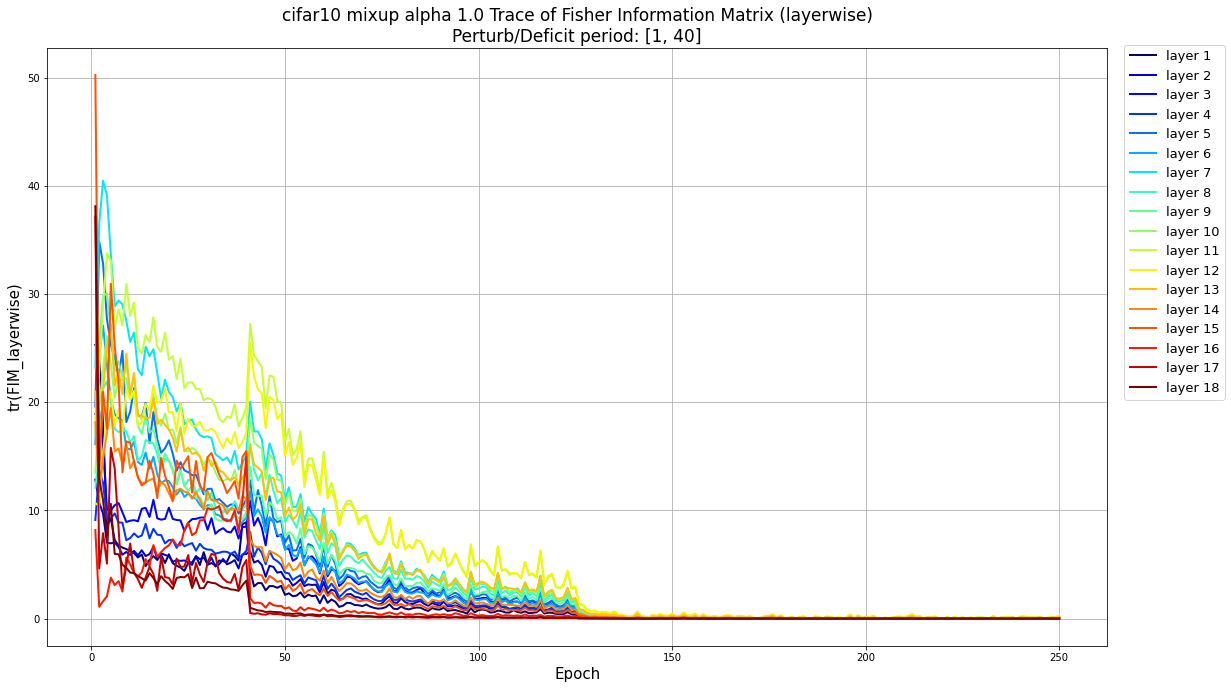 cifar10 mixup alpha 1.0 Trace of Fisher Information Matrix (layerwise)
Perturb/Deficit period: [1, 40]
tr(FIM_layerwise)
50
40
30
20
10
0
0
50
100
150
200
250
Epoch
layer 1
layer 2
layer 3
layer 4
layer 5
layer 6
layer 7
layer 8
layer 9
layer 10
layer 11
layer 12
layer 13
layer 14
layer 15
layer 16
layer 17
layer 18